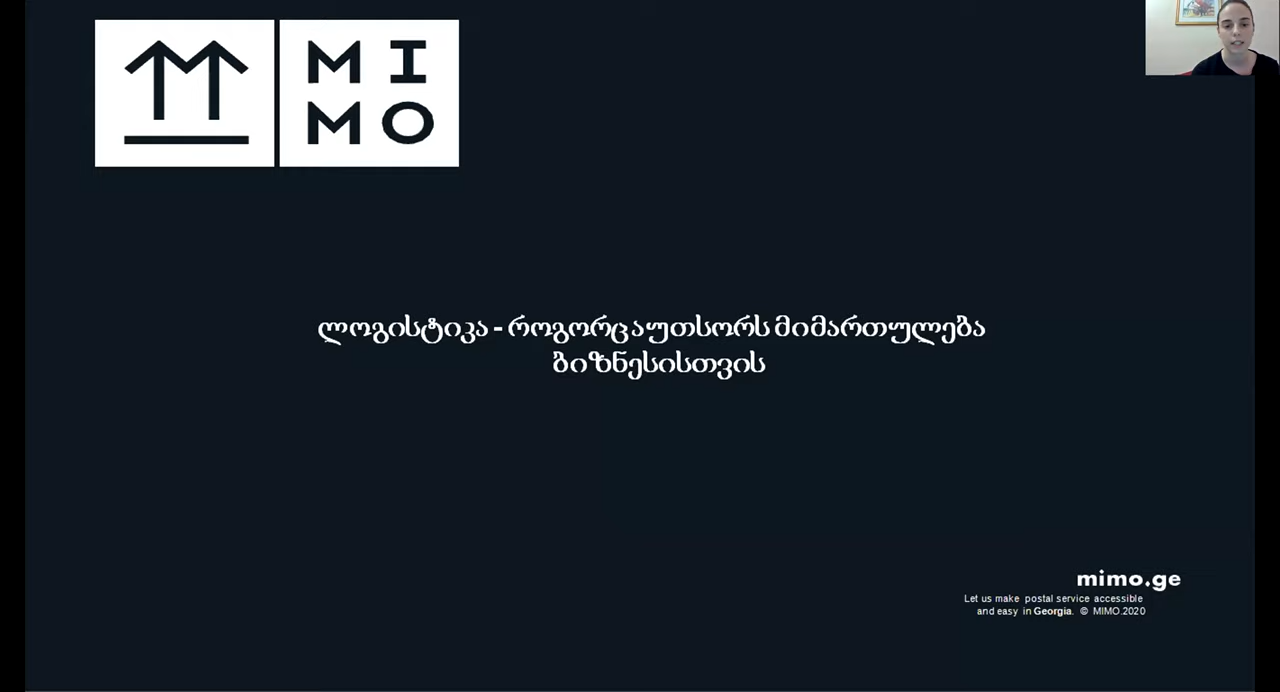 MI
MO
ლოგისტიკა - როგორც აუთსორს მიმართულება
ბიზნესისთვის
mimo.ge
Let us make postal service accessible
and easy in Georgia. © MIMO.2020